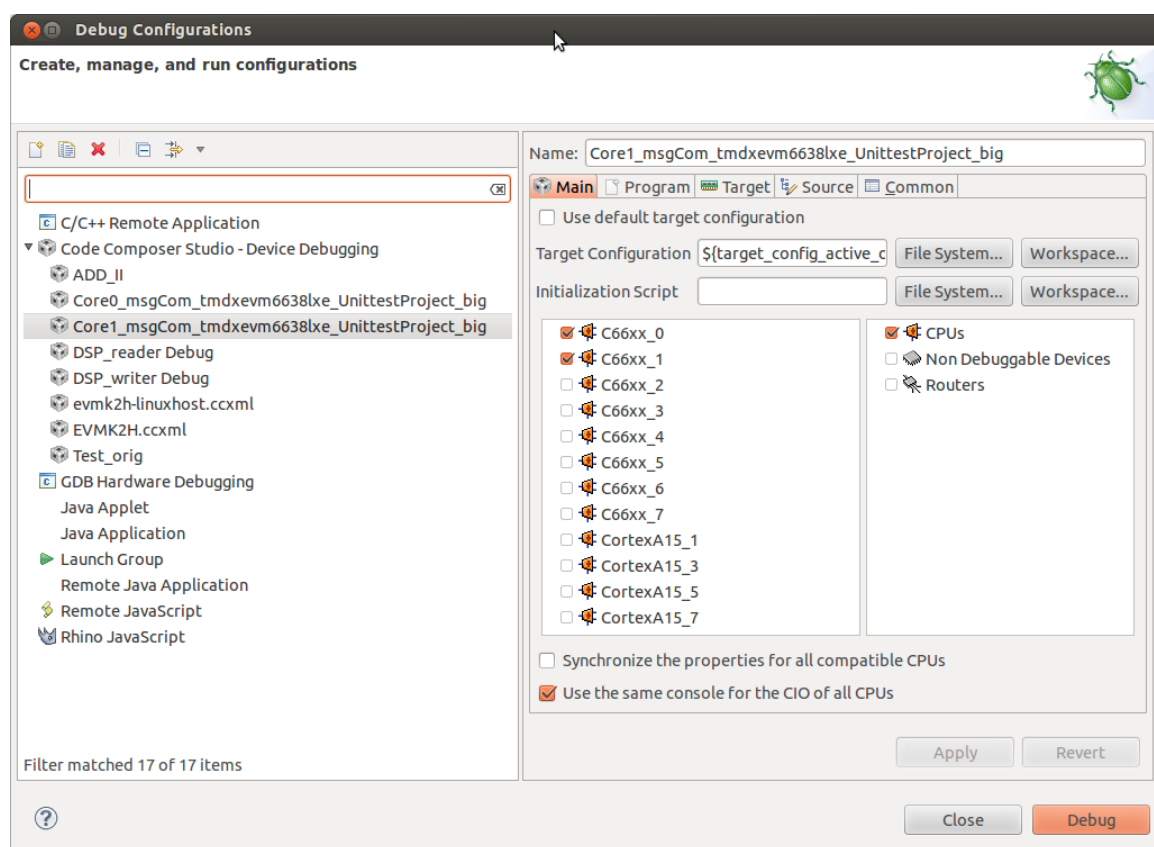 Debug Configurations
Create, manage, and run configurations
C/C++ Remote Application
Code Composer Studio - Device Debugging
ADD_II
Core0_msgCom_tmdxevm6638lxe_UnittestProject_big
Core1_msgCom_tmdxevm6638lxe_UnittestProject_big
DSP_reader Debug
DSP_writer Debug
evmk2h-linuxhost.ccxml
EVMK2H.ccxml
Test_orig
GDB Hardware Debugging
Java Applet
Java Application
Launch Group
Remote Java Application
Remote JavaScript
Rhino JavaScript
Filter matched 17 of 17 items
Name: Core1_msgCom_tmdxevm6638lxe_UnittestProject_big
Main Program Target Source Common
Use default target configuration
Target Configuration ${target_config_active_c File System... Workspace...
Initialization Script File System... Workspace...
C66xx_0
C66xx_1
C66xx_2
C66xx_3
C66xx_4
C66xx_5
C66xx_6
C66xx_7
CortexA15_1
CortexA15_3
CortexA15_5
CortexA15_7
CPUs
Non Debuggable Devices
Routers
Synchronize the properties for all compatible CPUs
Use the same console for the CIO of all CPUs
Apply Revert
? Close Debug